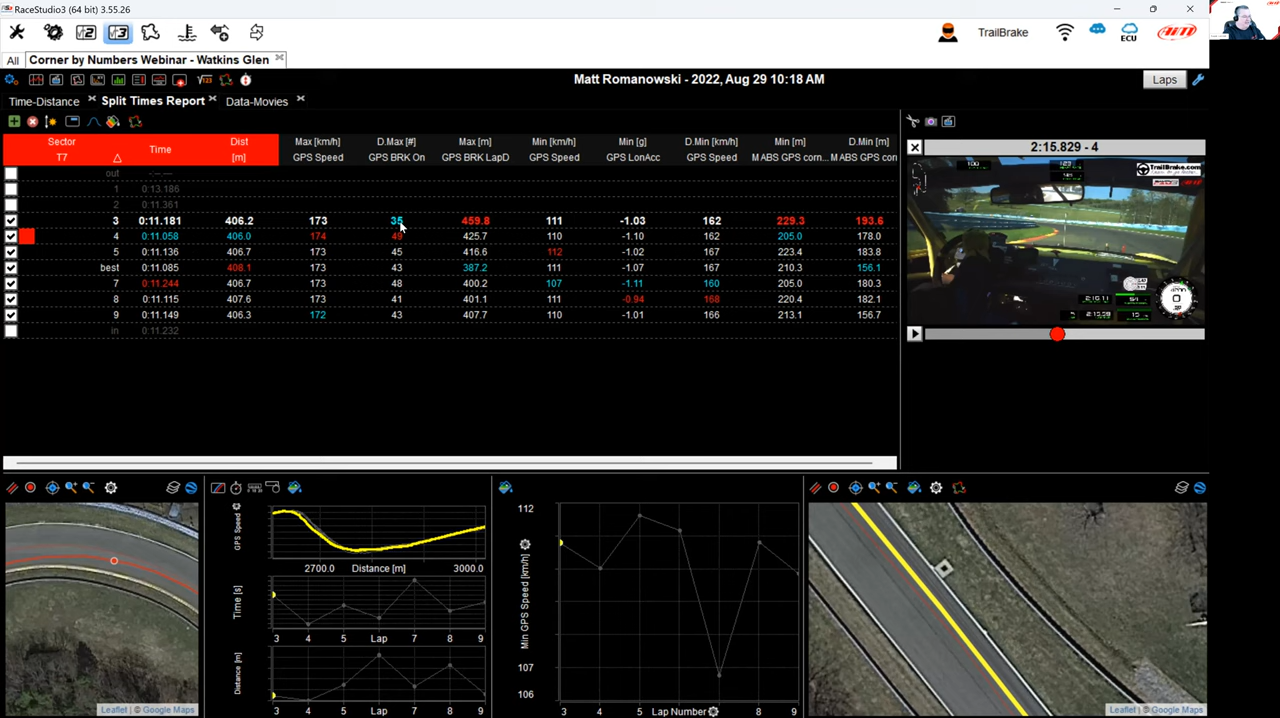 RaceStudio3 (64 bit) 3.55.26
TrailBrake ECU AiM
All Corner by Numbers Webinar - Watkins Glen
Matt Romanowski - 2022, Aug 29 10:18 AM Laps
Time-Distance Split Times Report Data-Movies
Sector Time Dist Max [km/h] D.Max [#] Max [m] Min [km/h] Min [g] D.Min [km/h] Min [m] D.Min [m]
T7 [m] GPS Speed GPS BRK On GPS BRK LapD GPS Speed GPS LonAcc GPS Speed M ABS GPS corn... M ABS GPS cor
out -:--.---
1 0:13.186
2 0:11.361
3 0:11.181 406.2 173 35 459.8 111 -1.03 162 229.3 193.6
4 0:11.058 406.0 174 49 425.7 110 -1.10 162 205.0 178.0
5 0:11.136 406.7 173 45 416.6 112 -1.02 167 223.4 183.8
best 0:11.085 408.1 173 43 387.2 111 -1.07 167 210.3 156.1
7 0:11.244 406.7 173 48 400.2 107 -1.11 160 205.0 180.3
8 0:11.115 407.6 173 41 401.1 111 -0.94 168 220.4 182.1
9 0:11.149 406.3 172 43 407.7 110 -1.01 166 213.1 156.7
in 0:11.232
2:15.829 - 4
TrailBrake.com
GPS Speed
2700.0 Distance [m] 3000.0
Time [s]
3 4 5 Lap 7 8 9
Distance [m]
3 4 5 Lap 7 8 9
Min GPS Speed [km/h]
112
107
106
3 4 5 Lap Number 8 9
Leaflet | © Google Maps
Leaflet | © Google Maps